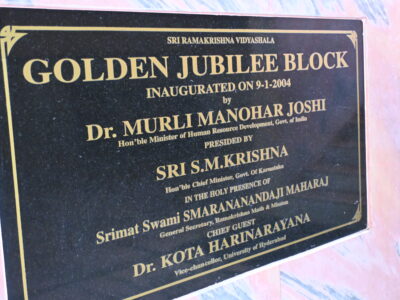 SRI RAMAKRISHNA VIDYASHALA
GOLDEN JUBILEE BLOCK
INAUGURATED ON 9-1-2004
by
Dr. MURLI MANOHAR JOSHI
Hon'ble Minister of Human Resource Development, Govt. of India
PRESIDED BY
SRI S.M.KRISHNA
Hon'ble Chief Minister, Govt. Of Karnataka
IN THE HOLY PRESENCE OF
Srimat Swami SMARANANANDAJI MAHARAJ
General Secretary, Ramakrishna Math & Mission
CHIEF GUEST
Dr. KOTA HARINARAYANA
Vice-chancellor, University of Hyderabad